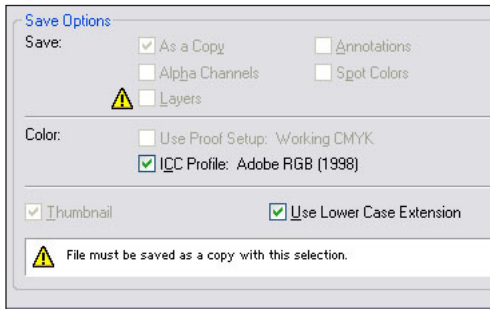 Save Options
Save: As a Copy Annotations
Alpha Channels Spot Colors
Layers
Color: Use Proof Setup: Working CMYK
ICC Profile: Adobe RGB (1998)
Thumbnail Use Lower Case Extension
File must be saved as a copy with this selection.